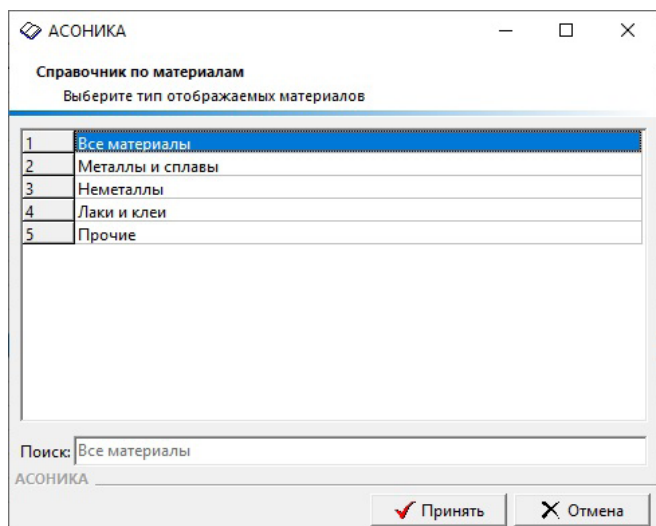 АСОНИКА
Справочник по материалам
Выберите тип отображаемых материалов
1 Все материалы
2 Металлы и сплавы
3 Неметаллы
4 Лаки и клеи
5 Прочие
Поиск: Все материалы
АСОНИКА
Принять Отмена